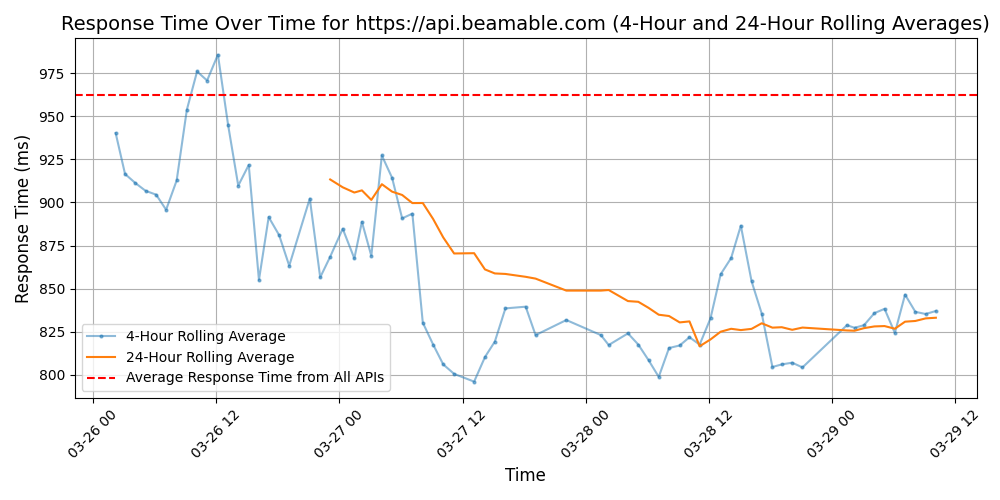 Response Time Over Time for https://api.beamable.com (4-Hour and 24-Hour Rolling Averages)
Response Time (ms)
975
950
925
900
875
850
825
800
4-Hour Rolling Average
24-Hour Rolling Average
Average Response Time from All APIs
03-26 00
03-26 12
03-27 00
03-27 12
03-28 00
03-28 12
03-29 00
03-29 12
Time